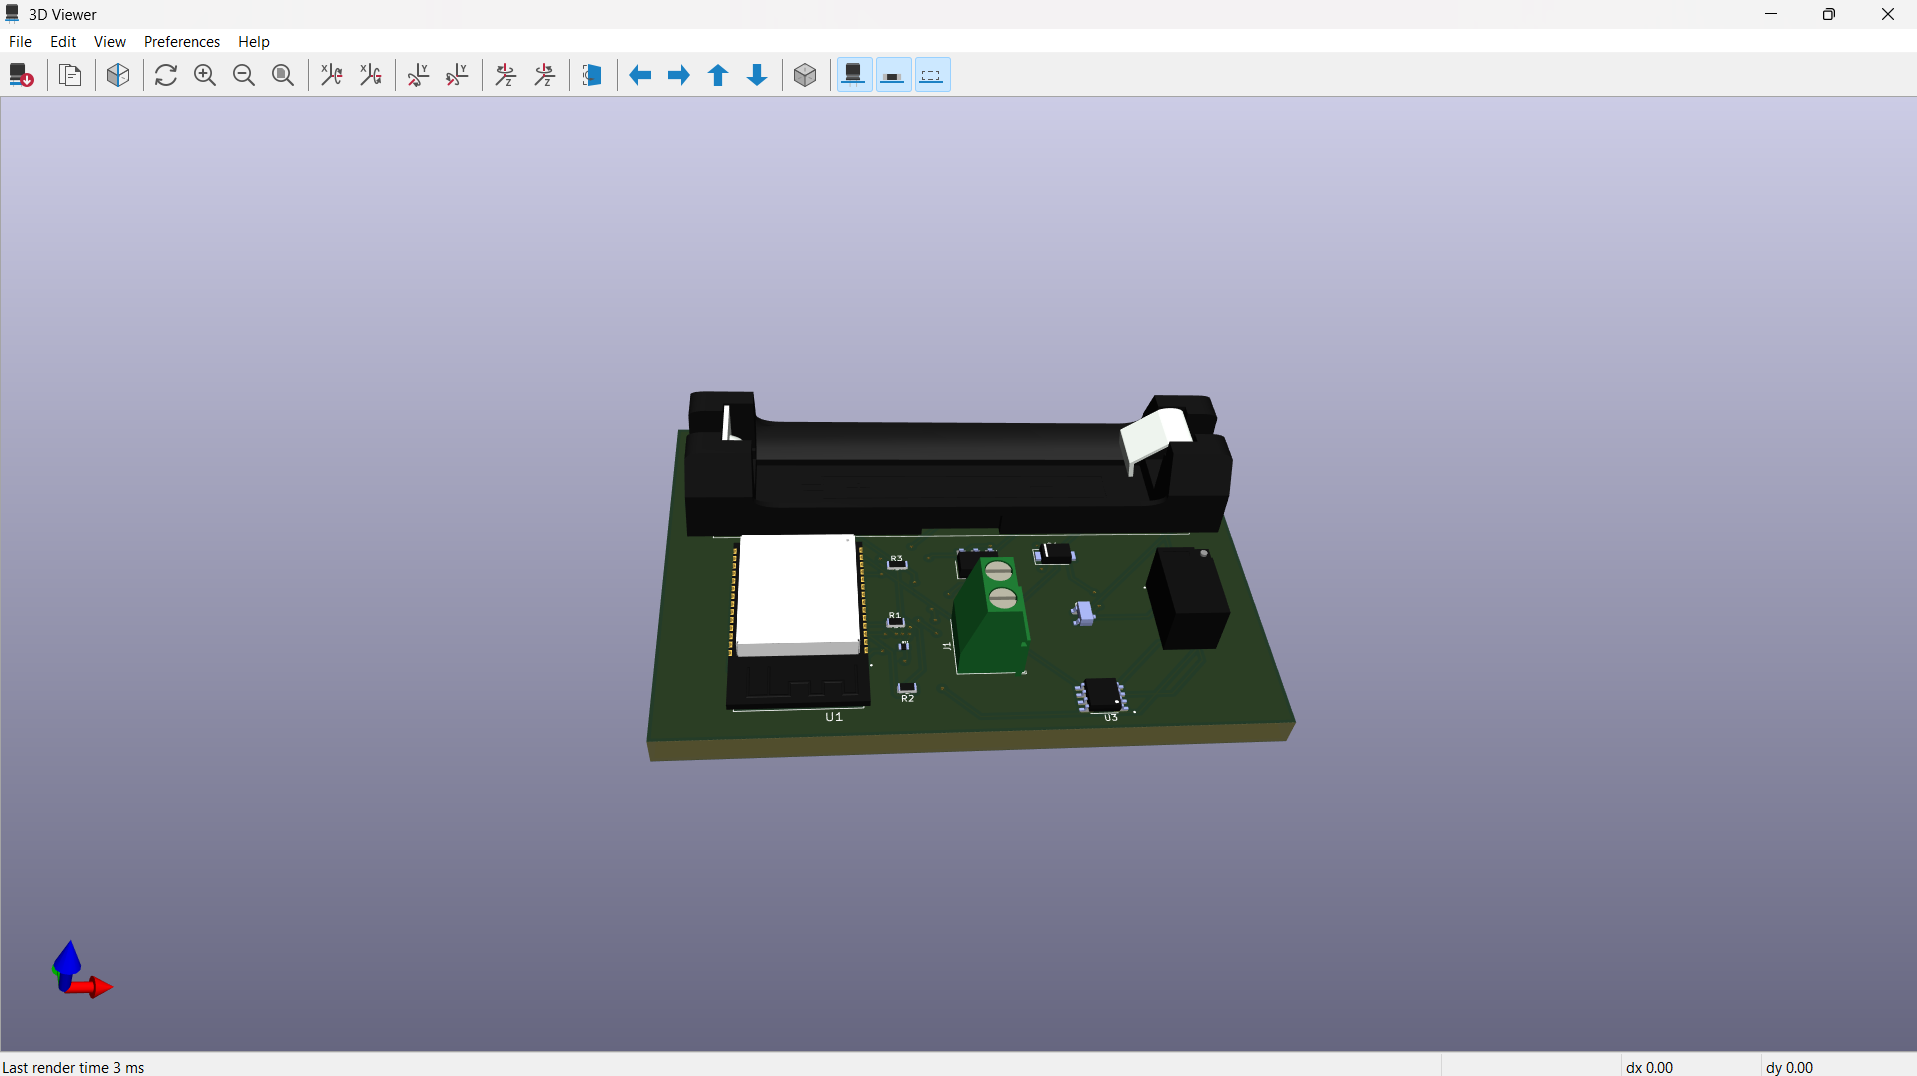 3D Viewer
File Edit View Preferences Help
R3
R1
J1
R2
U1
U3
Last render time 3 ms
dx 0.00
dy 0.00